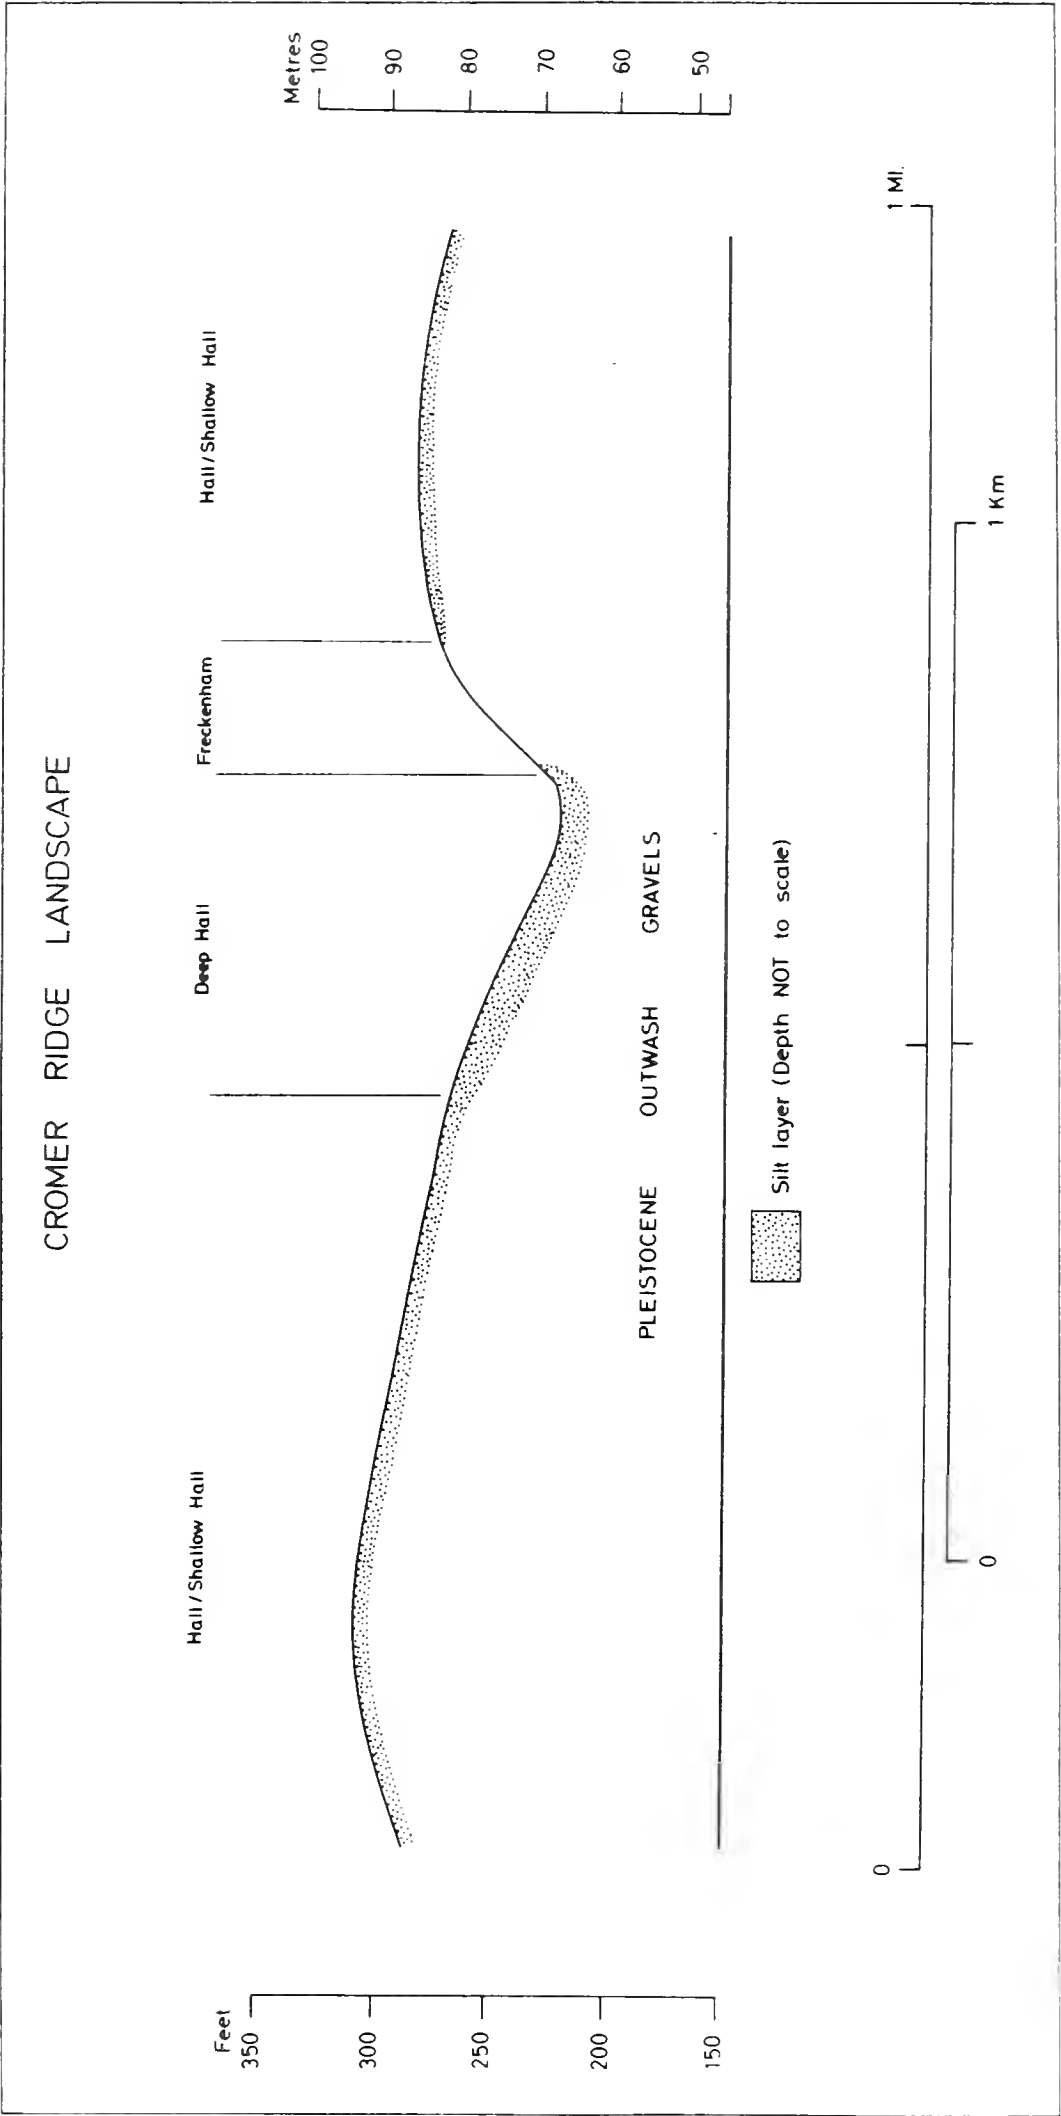 CROMER RIDGE LANDSCAPE
Hall/Shallow Hall
Deep Hall
Freckenham
Hall/Shallow Hall
Feet
350
300
250
200
150
Metres
100
90
80
70
60
50
PLEISTOCENE OUTWASH GRAVELS
Silt layer (Depth NOT to scale)
0
1 MI.
0
1 Km